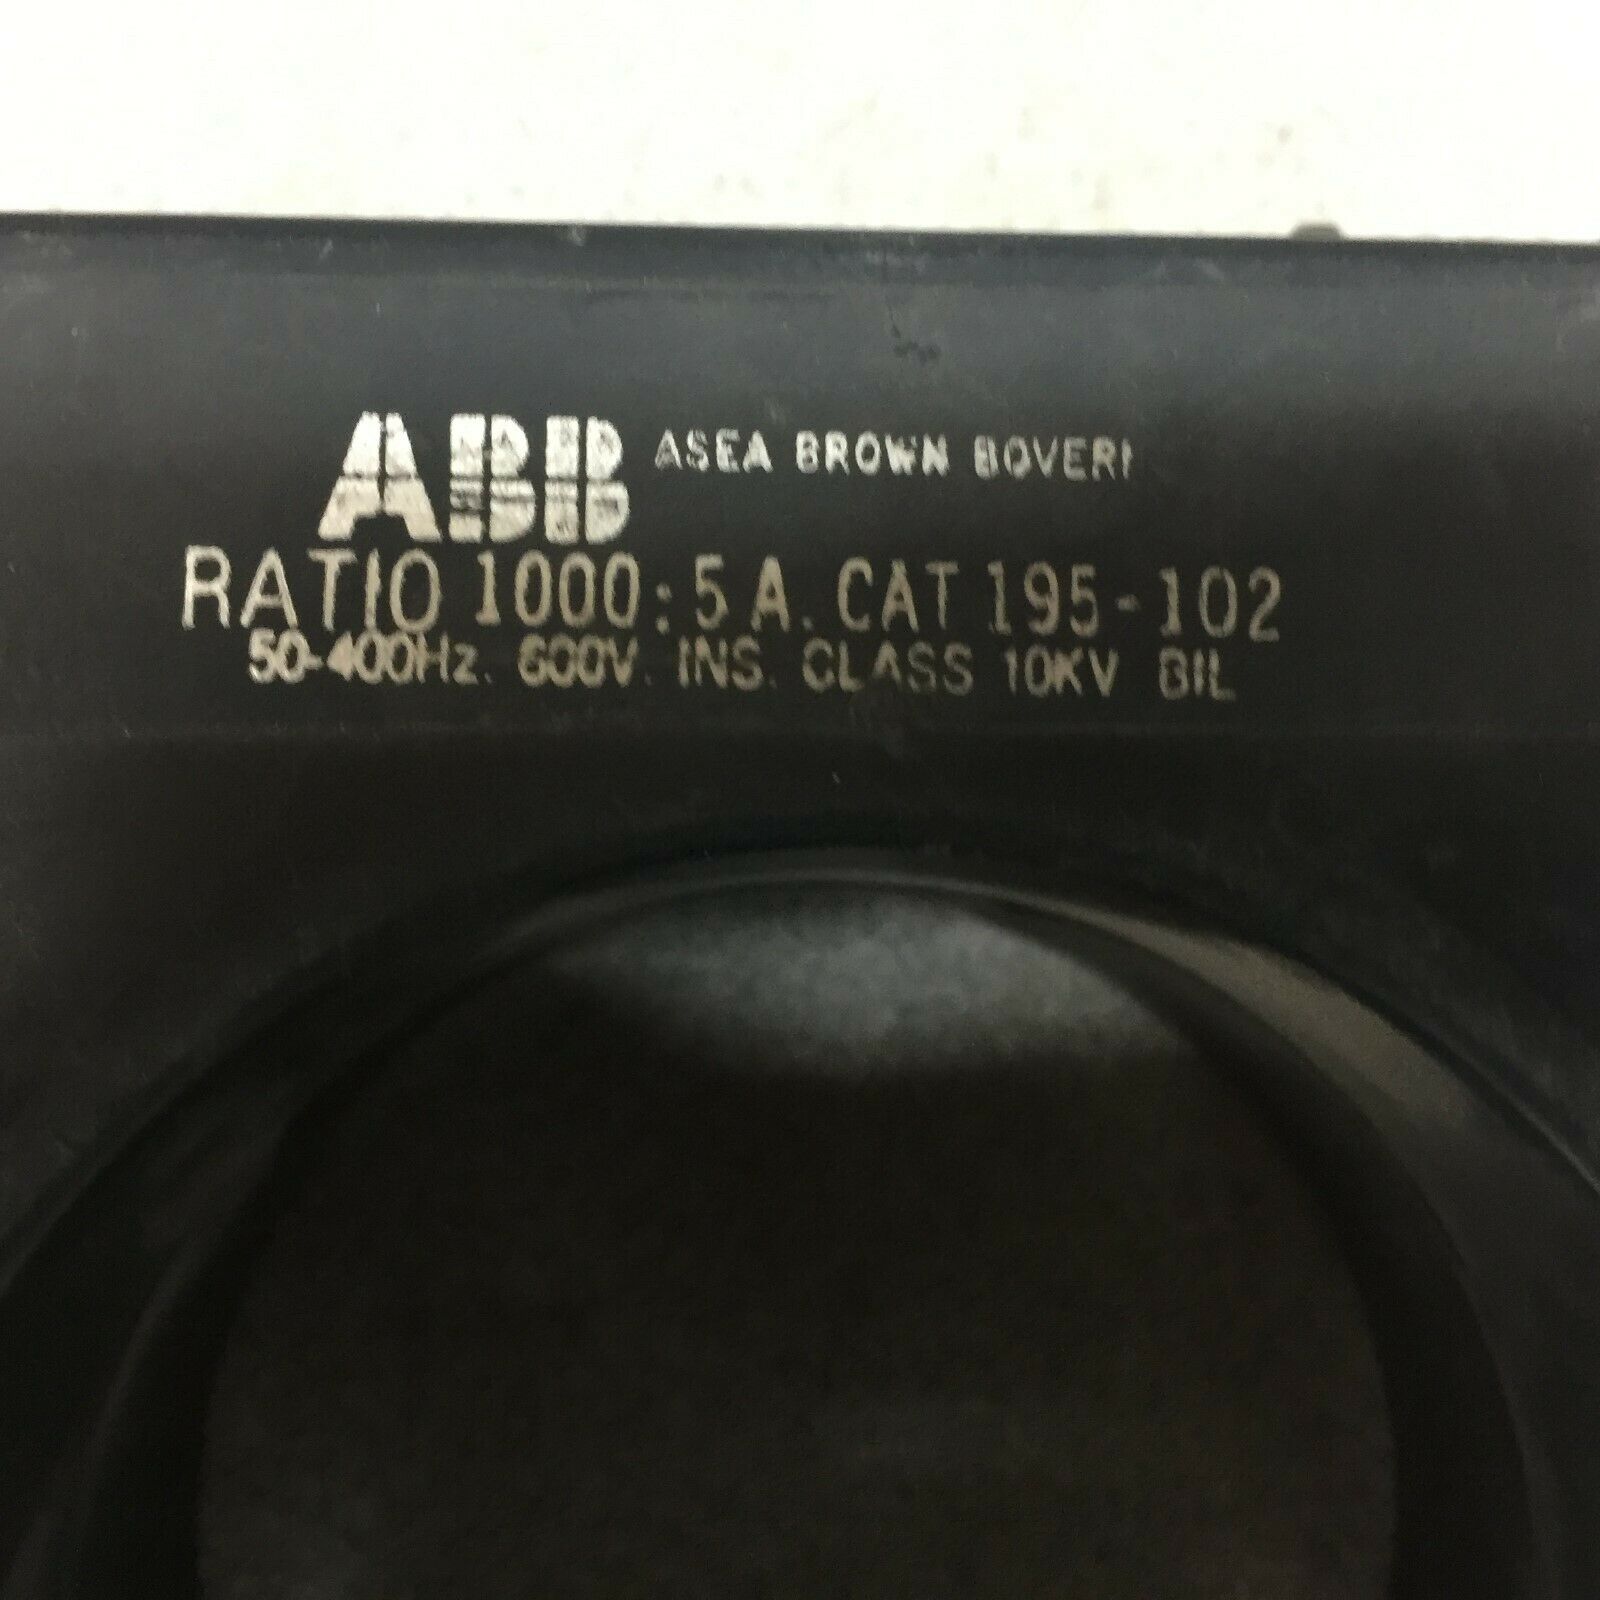 ABB ASEA BROWN BOVERI
RATIO 1000:5A. CAT 195-102
50-400Hz. 600V. INS. CLASS 10KV BIL